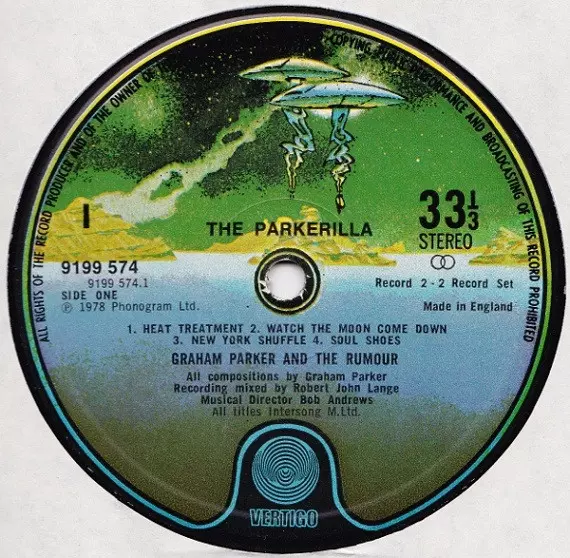 ALL RIGHTS OF THE RECORD PRODUCER AND OF THE OWNER OF
COPYING, PUBLIC PERFORMANCE AND BROADCASTING OF THIS RECORD PROHIBITED
1
THE PARKERILLA
33⅓
STEREO
9199 574
9199 574.1
SIDE ONE
℗ 1978 Phonogram Ltd.
Record 2 - 2 Record Set
Made in England
1. HEAT TREATMENT 2. WATCH THE MOON COME DOWN
3. NEW YORK SHUFFLE 4. SOUL SHOES
GRAHAM PARKER AND THE RUMOUR
All compositions by Graham Parker
Recording mixed by Robert John Lange
Musical Director Bob Andrews
All titles Intersong M.Ltd.
VERTIGO